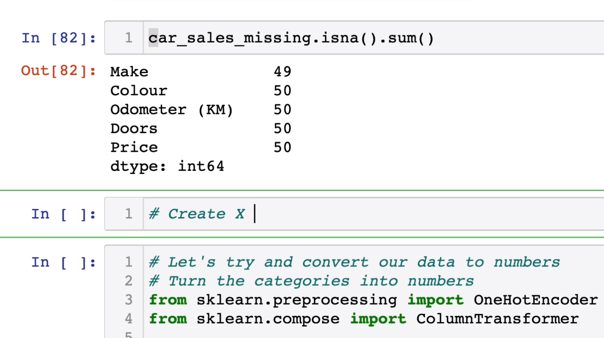 In [82]: 1 car_sales_missing.isna().sum()
Out[82]: Make 49
Colour 50
Odometer (KM) 50
Doors 50
Price 50
dtype: int64
In [ ]: 1 # Create X
In [ ]: 1 # Let's try and convert our data to numbers
2 # Turn the categories into numbers
3 from sklearn.preprocessing import OneHotEncoder
4 from sklearn.compose import ColumnTransformer
5